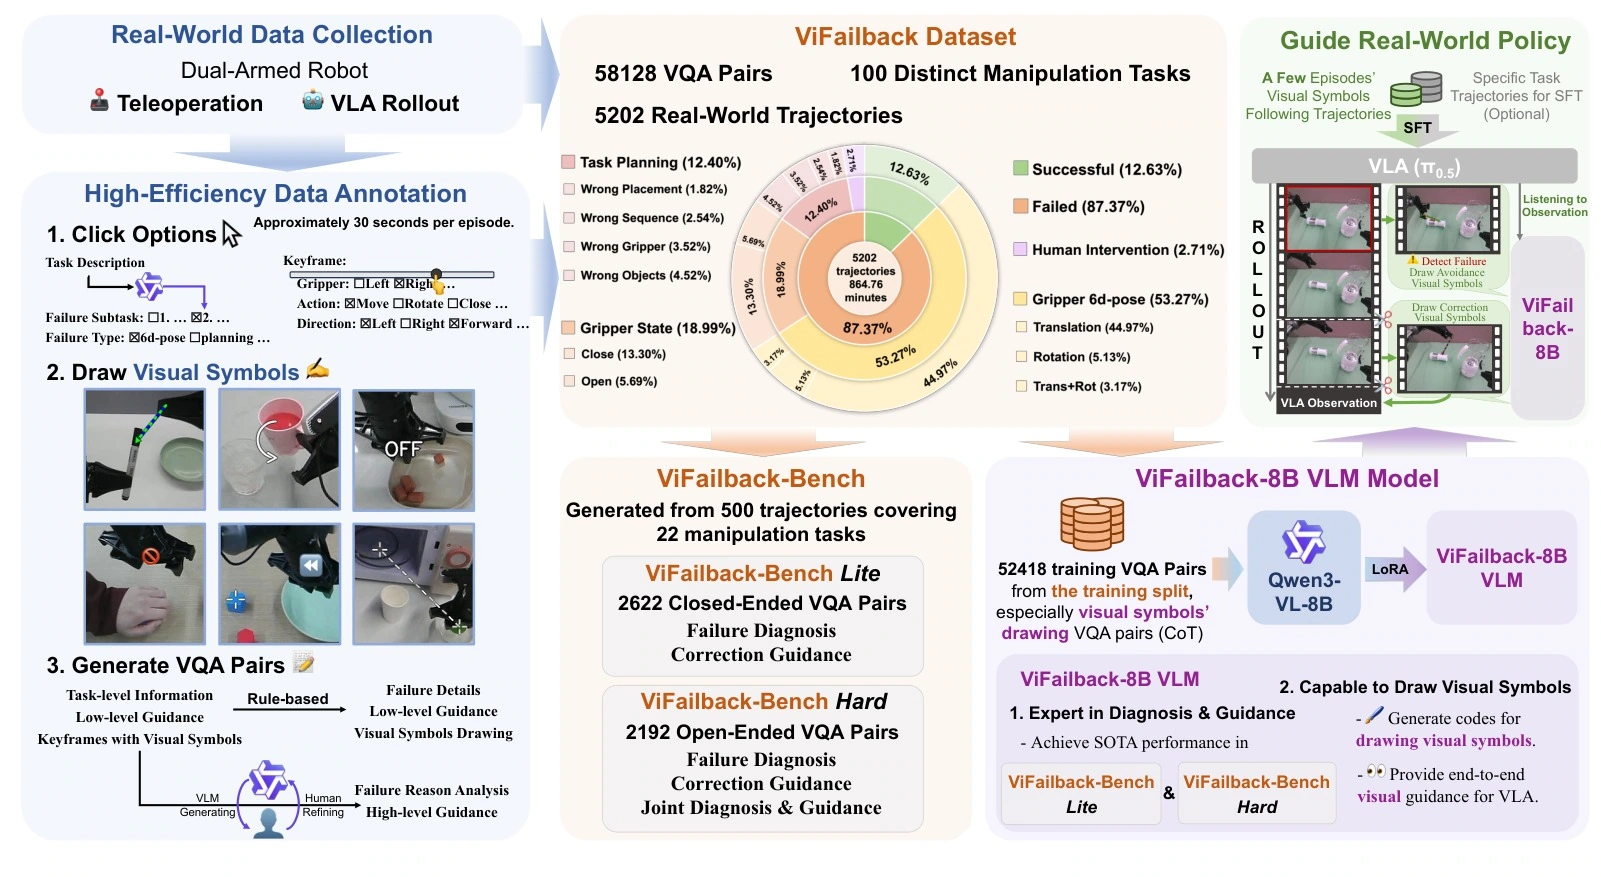 Real-World Data Collection
Dual-Armed Robot
Teleoperation
VLA Rollout
High-Efficiency Data Annotation
Approximately 30 seconds per episode.
1. Click Options
Task Description
Failure Subtask: ☐1. … ☒2. …
Failure Type: ☒6d-pose ☐planning …
Keyframe:
Gripper: ☐Left ☒Righ …
Action: ☒Move ☐Rotate ☐Close …
Direction: ☒Left ☐Right ☒Forward …
2. Draw Visual Symbols
OFF
3. Generate VQA Pairs
Task-level Information
Low-level Guidance
Keyframes with Visual Symbols
Rule-based
Failure Details
Low-level Guidance
Visual Symbols Drawing
VLM
Generating
Human
Refining
Failure Reason Analysis
High-level Guidance
ViFailback Dataset
58128 VQA Pairs
100 Distinct Manipulation Tasks
5202 Real-World Trajectories
Task Planning (12.40%)
Wrong Placement (1.82%)
Wrong Sequence (2.54%)
Wrong Gripper (3.52%)
Wrong Objects (4.52%)
Gripper State (18.99%)
Close (13.30%)
Open (5.69%)
5202
trajectories
864.76
minutes
12.63%
2.71%
1.82%
2.54%
3.52%
4.52%
12.40%
5.69%
13.30%
18.99%
87.37%
53.27%
3.17%
5.13%
44.97%
Successful (12.63%)
Failed (87.37%)
Human Intervention (2.71%)
Gripper 6d-pose (53.27%)
Translation (44.97%)
Rotation (5.13%)
Trans+Rot (3.17%)
ViFailback-Bench
Generated from 500 trajectories covering
22 manipulation tasks
ViFailback-Bench Lite
2622 Closed-Ended VQA Pairs
Failure Diagnosis
Correction Guidance
ViFailback-Bench Hard
2192 Open-Ended VQA Pairs
Failure Diagnosis
Correction Guidance
Joint Diagnosis & Guidance
Guide Real-World Policy
A Few Episodes'
Visual Symbols
Following Trajectories
Specific Task
Trajectories for SFT
(Optional)
SFT
VLA (π0.5)
ROLLOUT
Listening to
Observation
Detect Failure
Draw Avoidance
Visual Symbols
Draw Correction
Visual Symbols
ViFail
back-
8B
VLA Observation
ViFailback-8B VLM Model
52418 training VQA Pairs
from the training split,
especially visual symbols'
drawing VQA pairs (CoT)
Qwen3-
VL-8B
LoRA
ViFailback-8B
VLM
ViFailback-8B VLM
1. Expert in Diagnosis & Guidance
- Achieve SOTA performance in
ViFailback-Bench
Lite
&
ViFailback-Bench
Hard
2. Capable to Draw Visual Symbols
- Generate codes for
drawing visual symbols.
- Provide end-to-end
visual guidance for VLA.